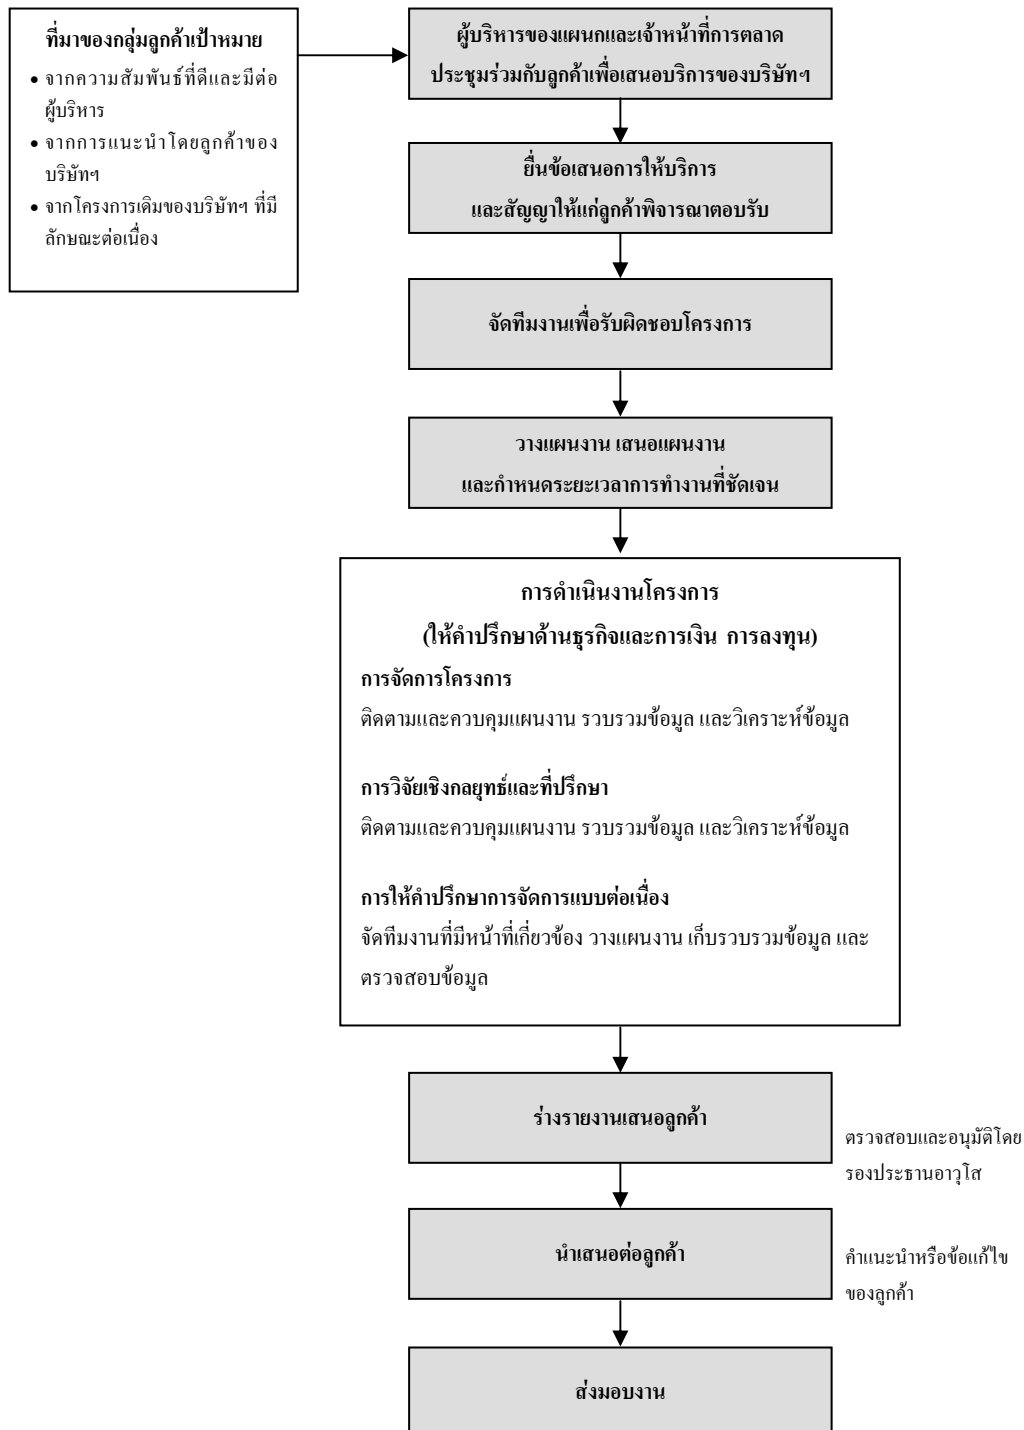 ที่มาของกลุ่มลูกค้าเป้าหมาย
• จากความสัมพันธ์ที่ดีและมีต่อ
ผู้บริหาร
• จากการแนะนำโดยลูกค้าของ
บริษัทฯ
• จากโครงการเดิมของบริษัทฯ ที่มี
ลักษณะต่อเนื่อง
ผู้บริหารของแผนกและเจ้าหน้าที่การตลาด
ประชุมร่วมกับลูกค้าเพื่อเสนอบริการของบริษัทฯ
ยื่นข้อเสนอการให้บริการ
และสัญญาให้แก่ลูกค้าพิจารณาตอบรับ
จัดทีมงานเพื่อรับผิดชอบโครงการ
วางแผนงาน เสนอแผนงาน
และกำหนดระยะเวลาการทำงานที่ชัดเจน
การดำเนินงานโครงการ
(ให้คำปรึกษาด้านธุรกิจและการเงิน การลงทุน)
การจัดการโครงการ
ติดตามและควบคุมแผนงาน รวบรวมข้อมูล และวิเคราะห์ข้อมูล
การวิจัยเชิงกลยุทธ์และที่ปรึกษา
ติดตามและควบคุมแผนงาน รวบรวมข้อมูล และวิเคราะห์ข้อมูล
การให้คำปรึกษาการจัดการแบบต่อเนื่อง
จัดทีมงานที่มีหน้าที่เกี่ยวข้อง วางแผนงาน เก็บรวบรวมข้อมูล และ
ตรวจสอบข้อมูล
ร่างรายงานเสนอลูกค้า
ตรวจสอบและอนุมัติโดย
รองประธานอาวุโส
นำเสนอต่อลูกค้า
คำแนะนำหรือข้อแก้ไข
ของลูกค้า
ส่งมอบงาน